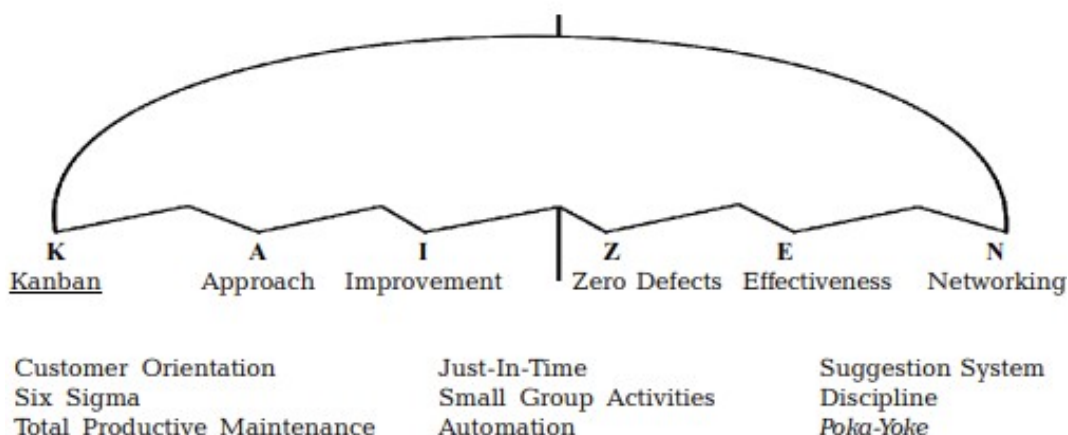 K A I Z E N
Kanban Approach Improvement Zero Defects Effectiveness Networking
Customer Orientation Just-In-Time Suggestion System
Six Sigma Small Group Activities Discipline
Total Productive Maintenance Automation Poka-Yoke